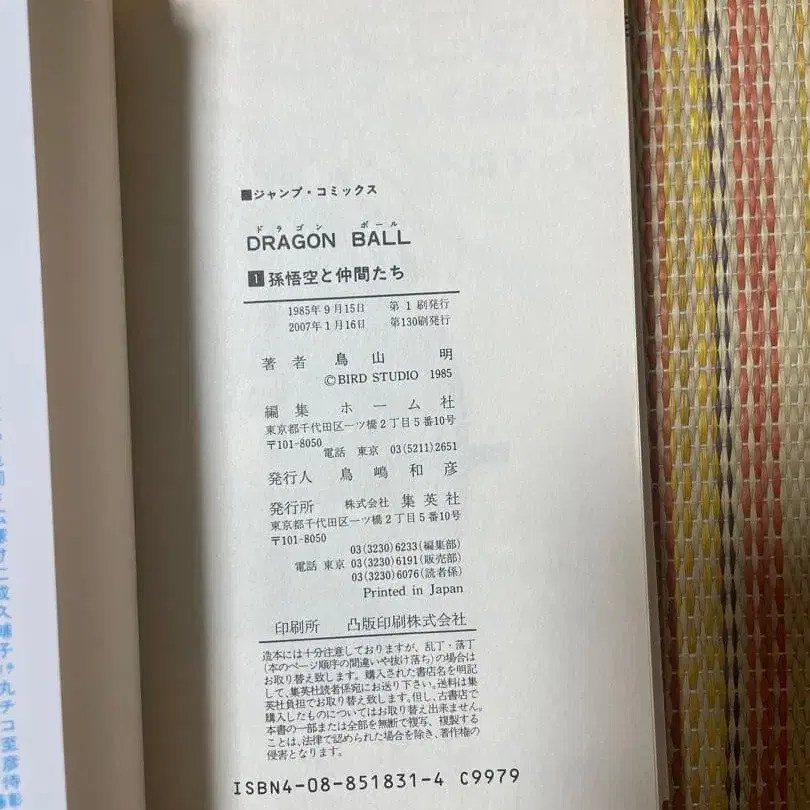 ■ジャンプ・コミックス
ドラゴン ボール
DRAGON BALL
1 孫悟空と仲間たち
1985年9月15日 第1刷発行
2007年1月16日 第130刷発行
著者 鳥山 明
©BIRD STUDIO 1985
編集 ホーム社
東京都千代田区一ツ橋2丁目5番10号
〒101-8050
電話 東京 03(5211)2651
発行人 鳥嶋和彦
発行所 株式会社 集英社
東京都千代田区一ツ橋2丁目5番10号
〒101-8050
03(3230)6233(編集部)
電話 東京 03(3230)6191(販売部)
03(3230)6076(読者係)
Printed in Japan
印刷所 凸版印刷株式会社
造本には十分注意しておりますが、乱丁・落丁
(本のページ順序の間違いや抜け落ち)の場合は
お取り替え致します。購入された書店名を明記
して、集英社読者係宛にお送り下さい。送料は集
英社負担でお取り替え致します。但し、古書店で
購入したものについてはお取り替え出来ません。
本書の一部または全部を無断で複写、複製する
ことは、法律で認められた場合を除き、著作権の
侵害となります。
ISBN4-08-851831-4 C9979